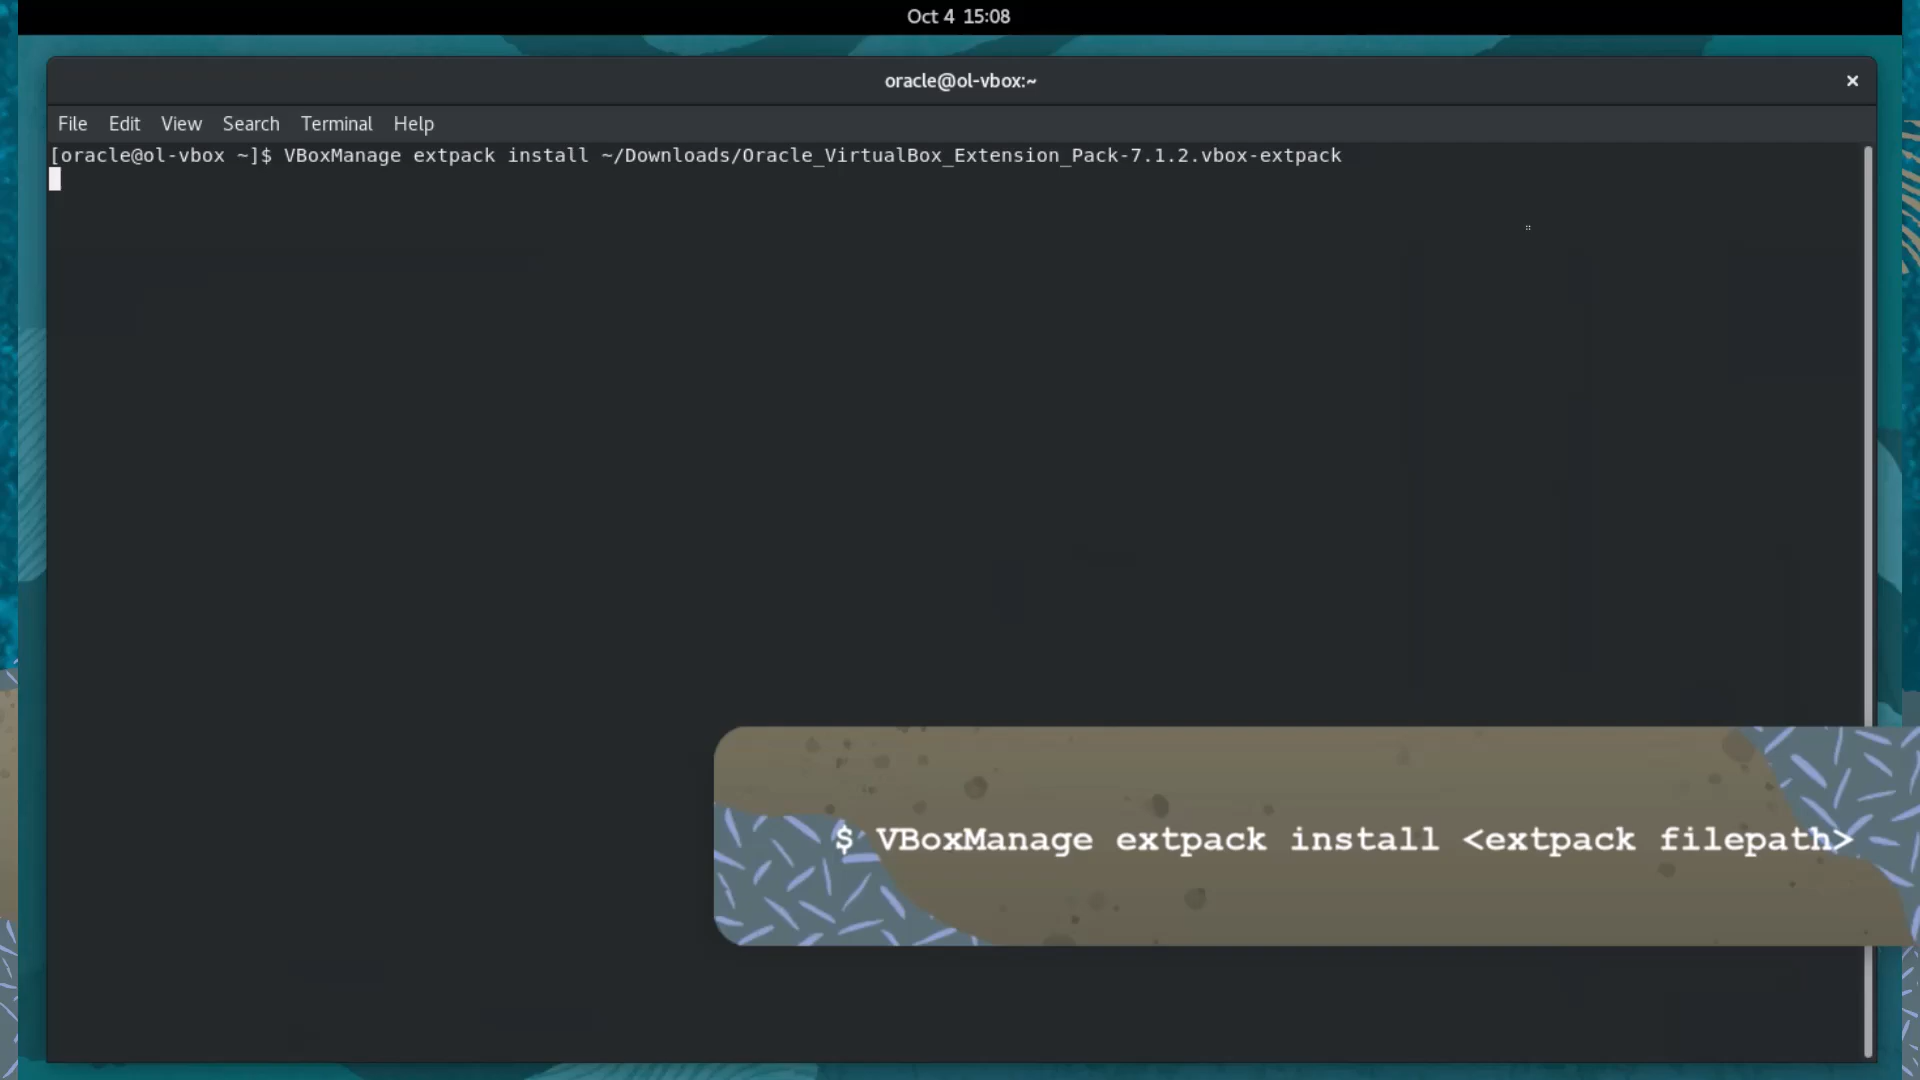 Oct 4 15:08
oracle@ol-vbox:~
×
File Edit View Search Terminal Help
[oracle@ol-vbox ~]$ VBoxManage extpack install ~/Downloads/Oracle_VirtualBox_Extension_Pack-7.1.2.vbox-extpack
$ VBoxManage extpack install <extpack filepath>